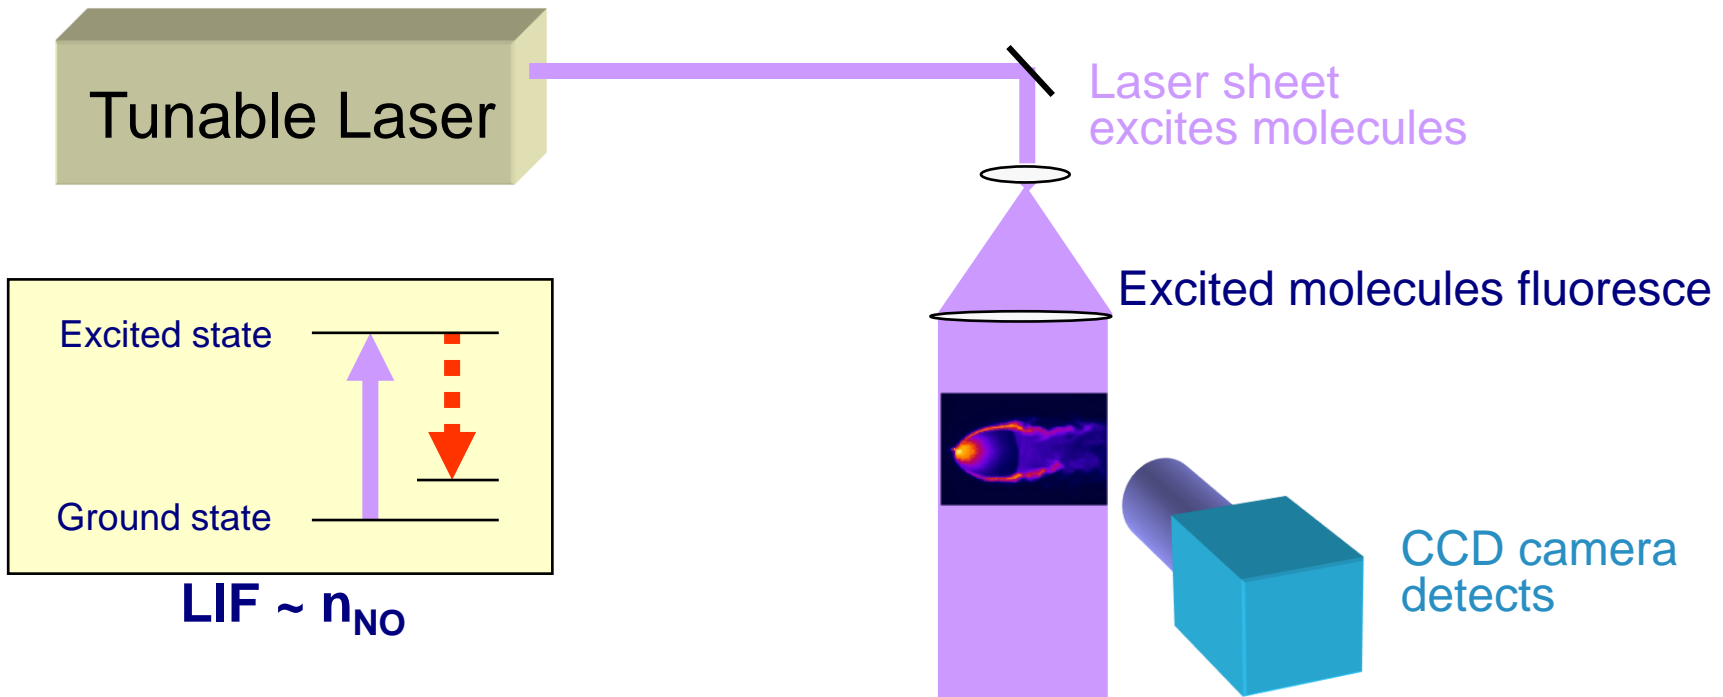 Tunable Laser
Laser sheet
excites molecules
Excited molecules fluoresce
Excited state
Ground state
LIF ~ nNO
CCD camera
detects